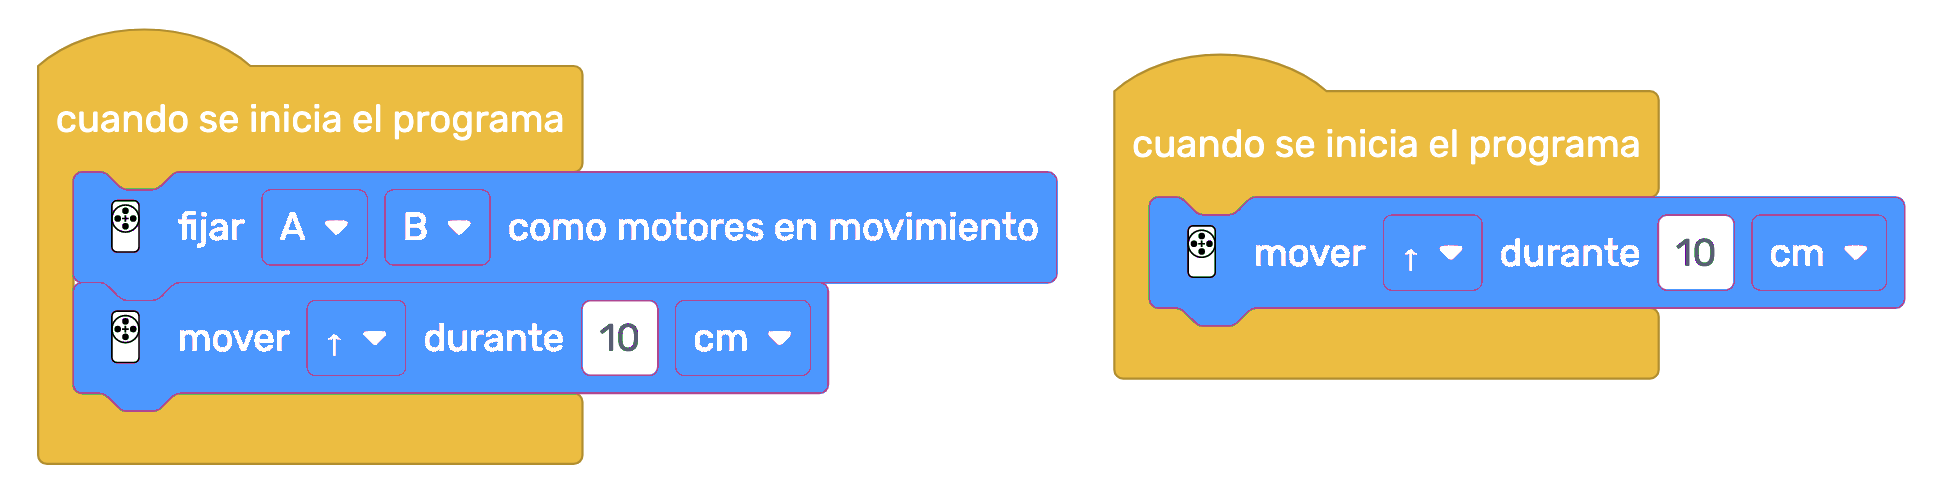 cuando se inicia el programa
fijar A B como motores en movimiento
mover ↑ durante 10 cm
cuando se inicia el programa
mover ↑ durante 10 cm